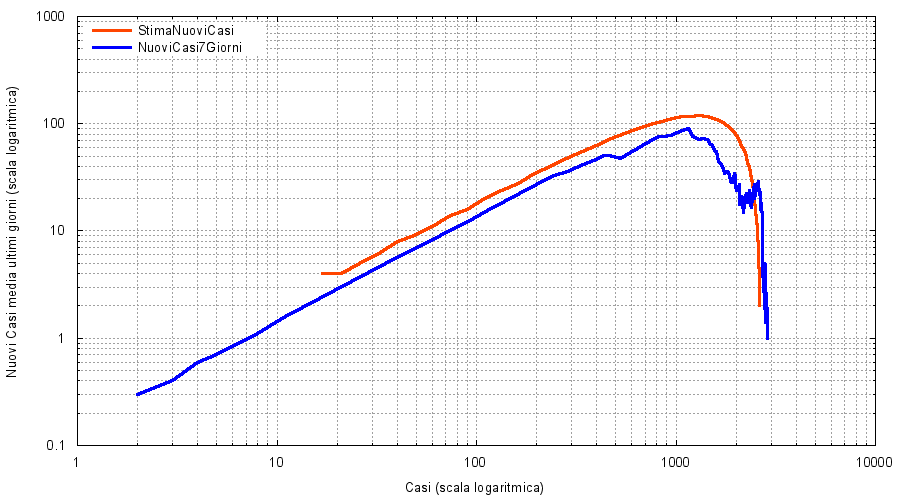 1000
StimaNuoviCasi
NuoviCasi7Giorni
100
10
1
0.1
Nuovi Casi media ultimi giorni (scala logaritmica)
1 10 100 1000 10000
Casi (scala logaritmica)